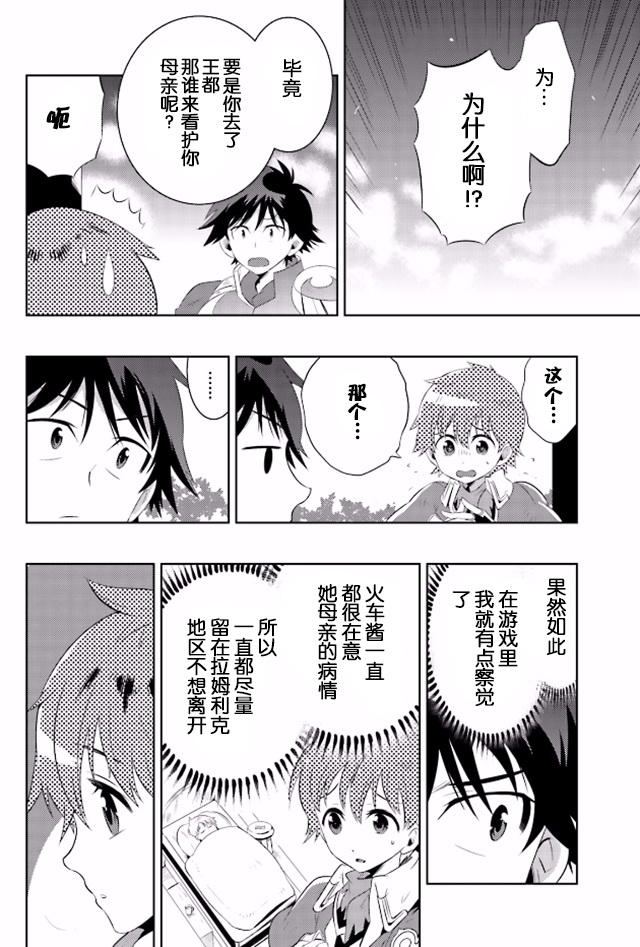 为…
为什么啊!?
毕竟
要是你去了
王都
那谁来看护你
母亲呢?
呃
这个…
那个…
…
果然如此
在游戏里
我就有点察觉
了
火车酱一直
都很在意
她母亲的病情
所以
一直都尽量
留在拉姆利克
地区不想离开